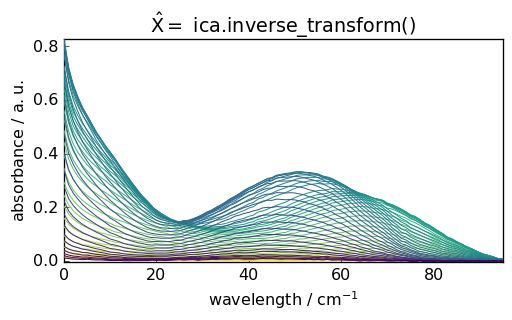 X̂ = ica.inverse_transform()
absorbance / a. u.
0.8
0.6
0.4
0.2
0.0
0 20 40 60 80
wavelength / cm⁻¹